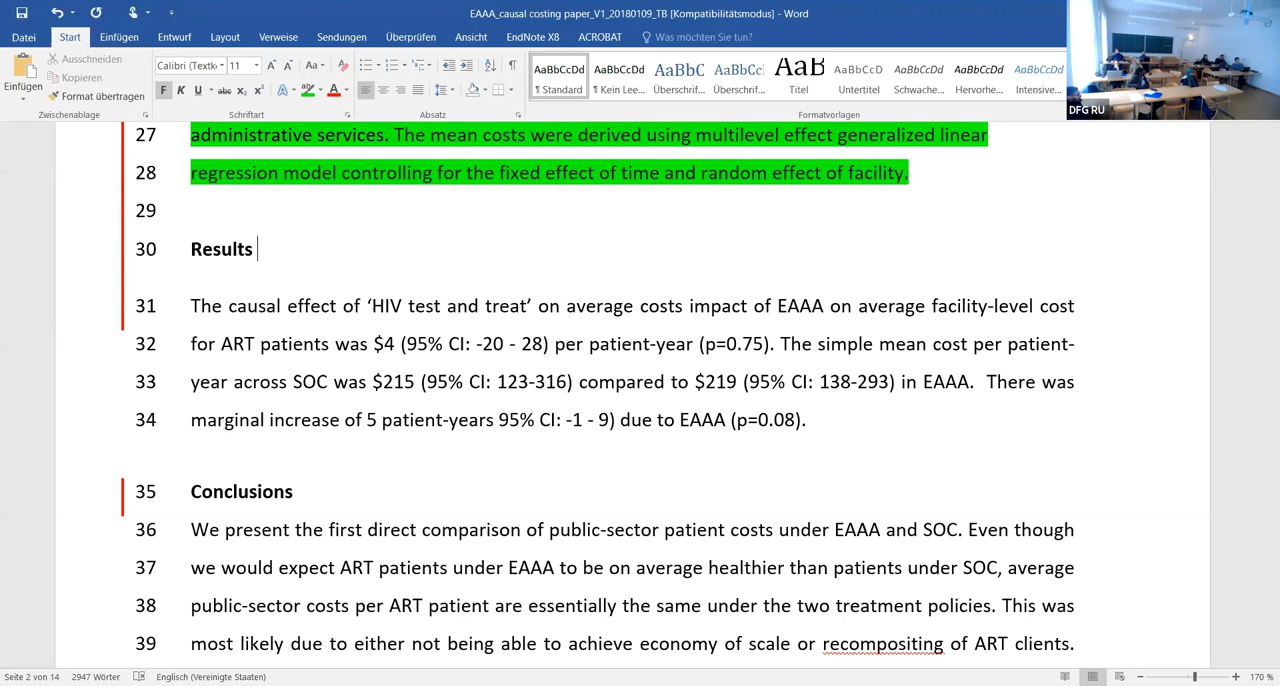 EAAA_causal costing paper_V1_20180109_TB [Kompatibilitätsmodus] - Word
Datei Start Einfügen Entwurf Layout Verweise Sendungen Überprüfen Ansicht EndNote X8 ACROBAT Was möchten Sie tun?
Einfügen
Ausschneiden
Kopieren
Format übertragen
Zwischenablage
Calibri (Textk 11
F K U abc x₂ x²
Schriftart
Absatz
AaBbCcDd AaBbCcDd AaBbC AaBbCc AaB AaBbCcD AaBbCcDd AaBbCcDd AaBbCcDd
¶ Standard ¶ Kein Lee... Überschrif... Überschrif... Titel Untertitel Schwache... Hervorhe... Intensive...
Formatvorlagen
DFG RU
27 administrative services. The mean costs were derived using multilevel effect generalized linear
28 regression model controlling for the fixed effect of time and random effect of facility.
29
30 Results
31 The causal effect of ‘HIV test and treat’ on average costs impact of EAAA on average facility-level cost
32 for ART patients was $4 (95% CI: -20 - 28) per patient-year (p=0.75). The simple mean cost per patient-
33 year across SOC was $215 (95% CI: 123-316) compared to $219 (95% CI: 138-293) in EAAA.  There was
34 marginal increase of 5 patient-years 95% CI: -1 - 9) due to EAAA (p=0.08).
35 Conclusions
36 We present the first direct comparison of public-sector patient costs under EAAA and SOC. Even though
37 we would expect ART patients under EAAA to be on average healthier than patients under SOC, average
38 public-sector costs per ART patient are essentially the same under the two treatment policies. This was
39 most likely due to either not being able to achieve economy of scale or recompositing of ART clients.
Seite 2 von 14 2947 Wörter Englisch (Vereinigte Staaten) 170 %